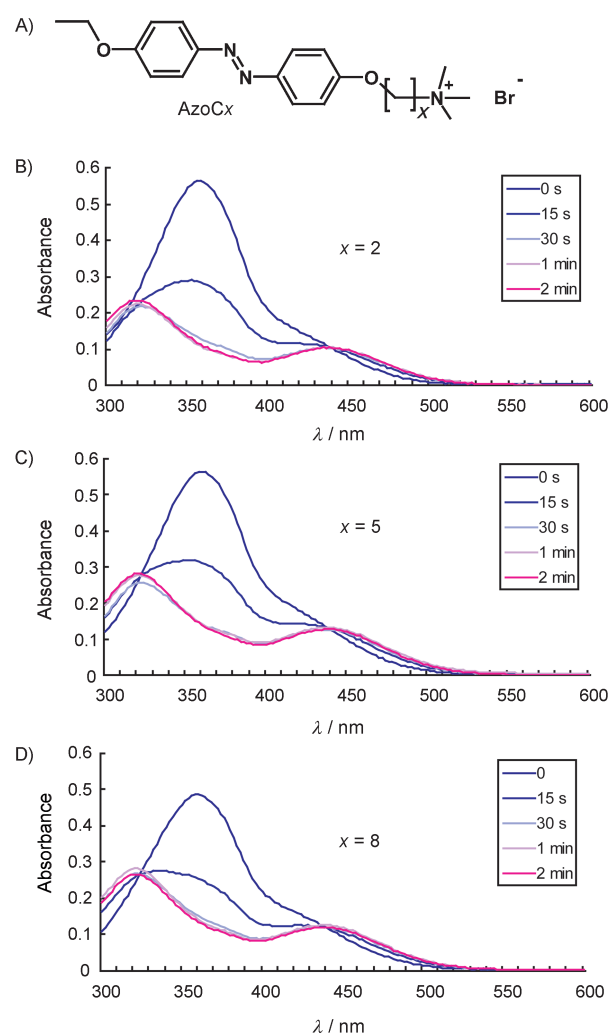 A)
O
N
N
O
N
+
x
Br
-
AzoCx
B)
0.6
0.5
0.4
0.3
0.2
0.1
0
Absorbance
x = 2
0 s
15 s
30 s
1 min
2 min
300
350
400
450
500
550
600
λ / nm
C)
0.6
0.5
0.4
0.3
0.2
0.1
0
Absorbance
x = 5
0 s
15 s
30 s
1 min
2 min
300
350
400
450
500
550
600
λ / nm
D)
0.6
0.5
0.4
0.3
0.2
0.1
0
Absorbance
x = 8
0
15 s
30 s
1 min
2 min
300
350
400
450
500
550
600
λ / nm